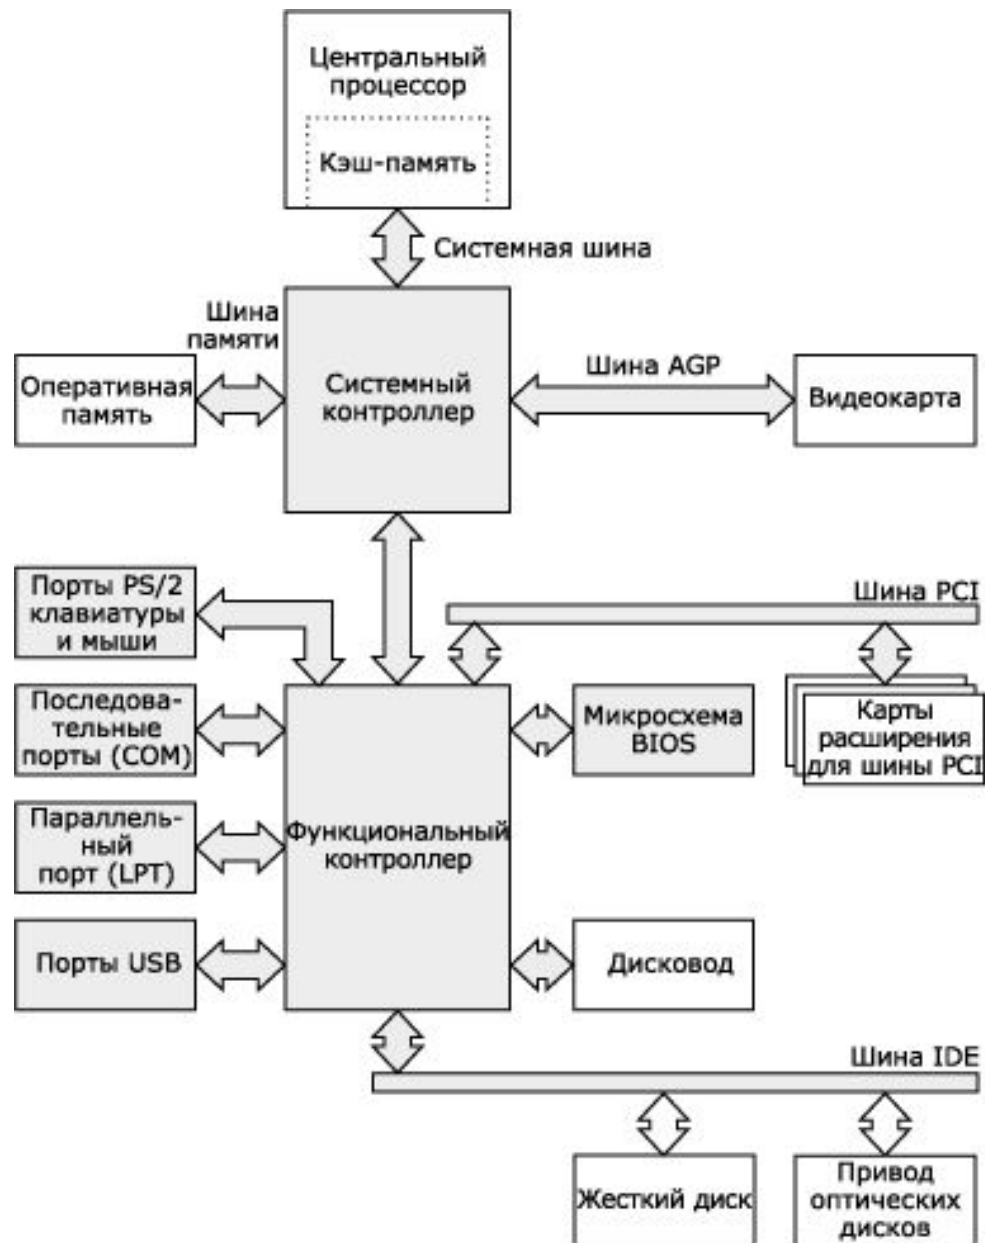 Центральный
процессор
Кэш-память
Системная шина
Шина
памяти
Оперативная
память
Системный
контроллер
Шина AGP
Видеокарта
Порты PS/2
клавиатуры
и мыши
Шина PCI
Последова-
тельные
порты (COM)
Микросхема
BIOS
Карты
расширения
для шины PCI
Параллель-
ный
порт (LPT)
Функциональный
контроллер
Порты USB
Дисковод
Шина IDE
Жесткий диск
Привод
оптических
дисков